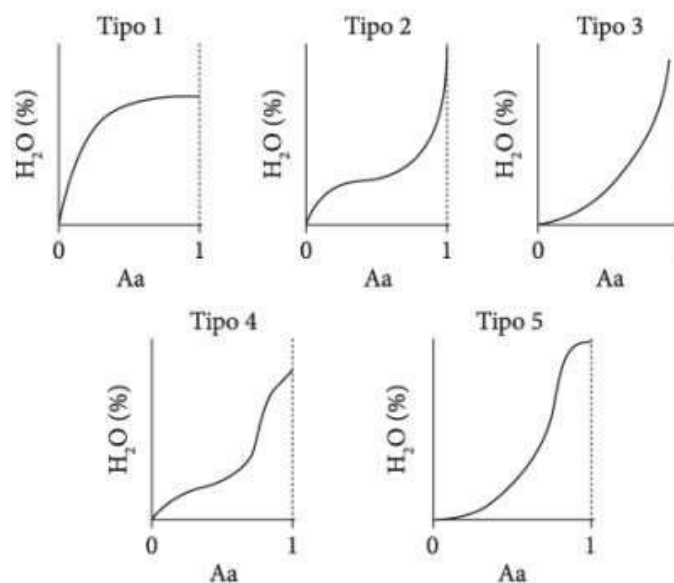 Tipo 1
Tipo 2
Tipo 3
H₂O (%)
H₂O (%)
H₂O (%)
0
1
0
1
0
Aa
Aa
Aa
Tipo 4
Tipo 5
H₂O (%)
H₂O (%)
0
1
0
1
Aa
Aa